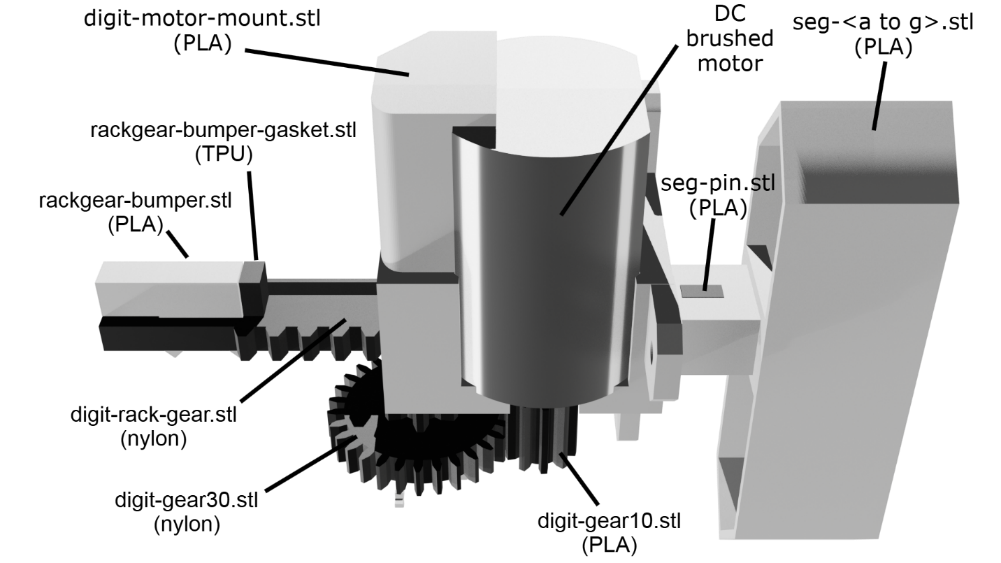 digit-motor-mount.stl
(PLA)
DC
brushed
motor
seg-<a to g>.stl
(PLA)
rackgear-bumper-gasket.stl
(TPU)
rackgear-bumper.stl
(PLA)
seg-pin.stl
(PLA)
digit-rack-gear.stl
(nylon)
digit-gear30.stl
(nylon)
digit-gear10.stl
(PLA)